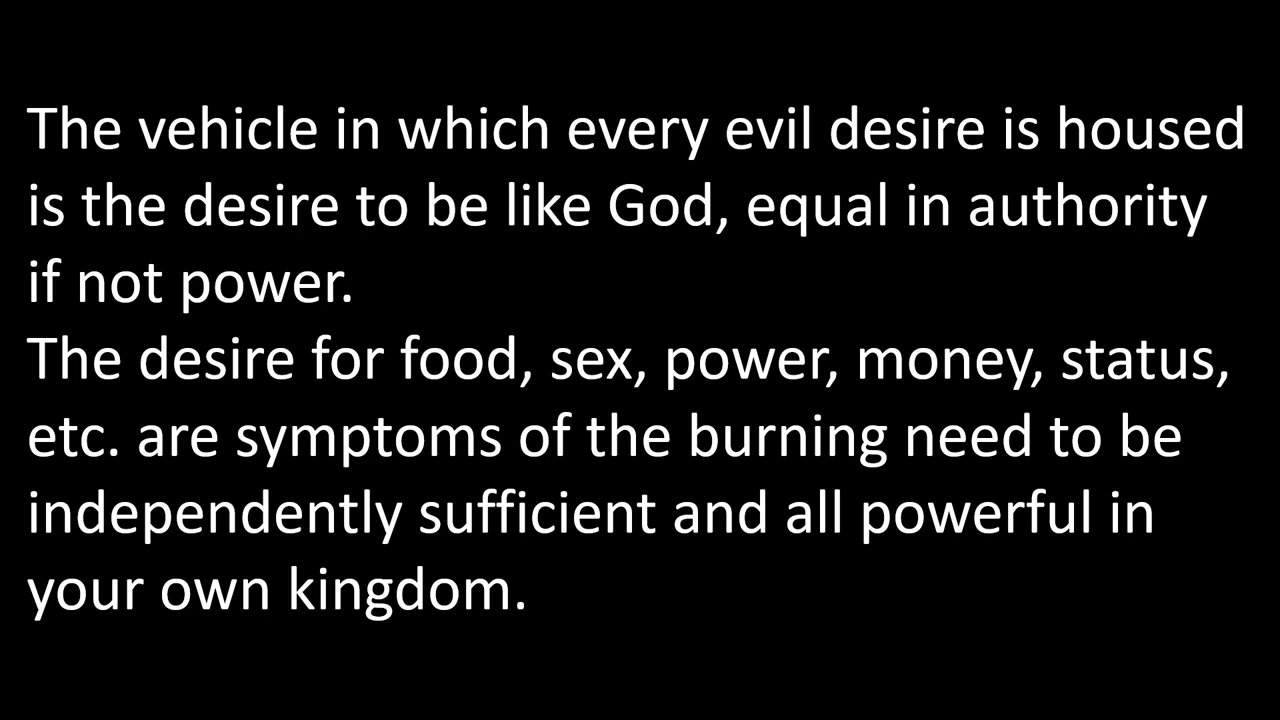 The vehicle in which every evil desire is housed
is the desire to be like God, equal in authority
if not power.
The desire for food, sex, power, money, status,
etc. are symptoms of the burning need to be
independently sufficient and all powerful in
your own kingdom.